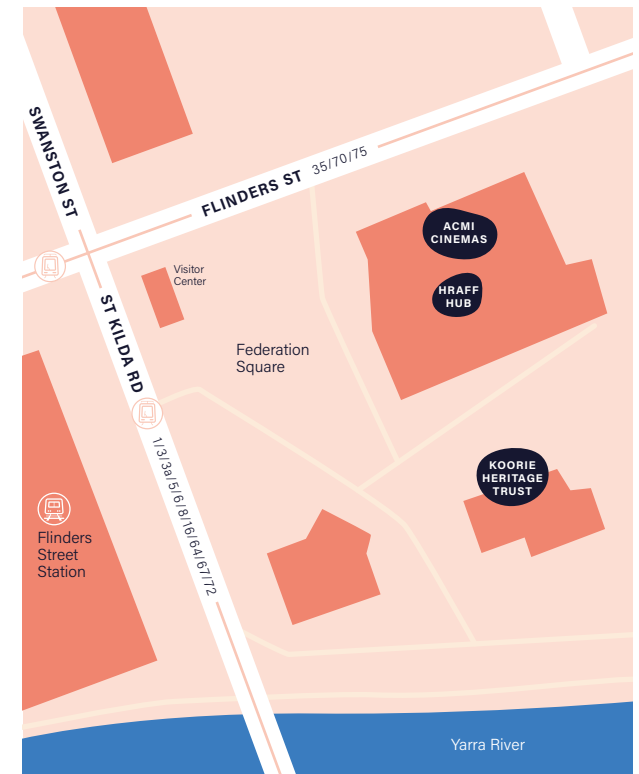 SWANSTON ST
FLINDERS ST 35/70/75
ACMI
CINEMAS
Visitor
Center
HRAFF
HUB
ST KILDA RD
Federation
Square
1/3/3a/5/6/8/16/64/67/72
KOORIE
HERITAGE
TRUST
Flinders
Street
Station
Yarra River